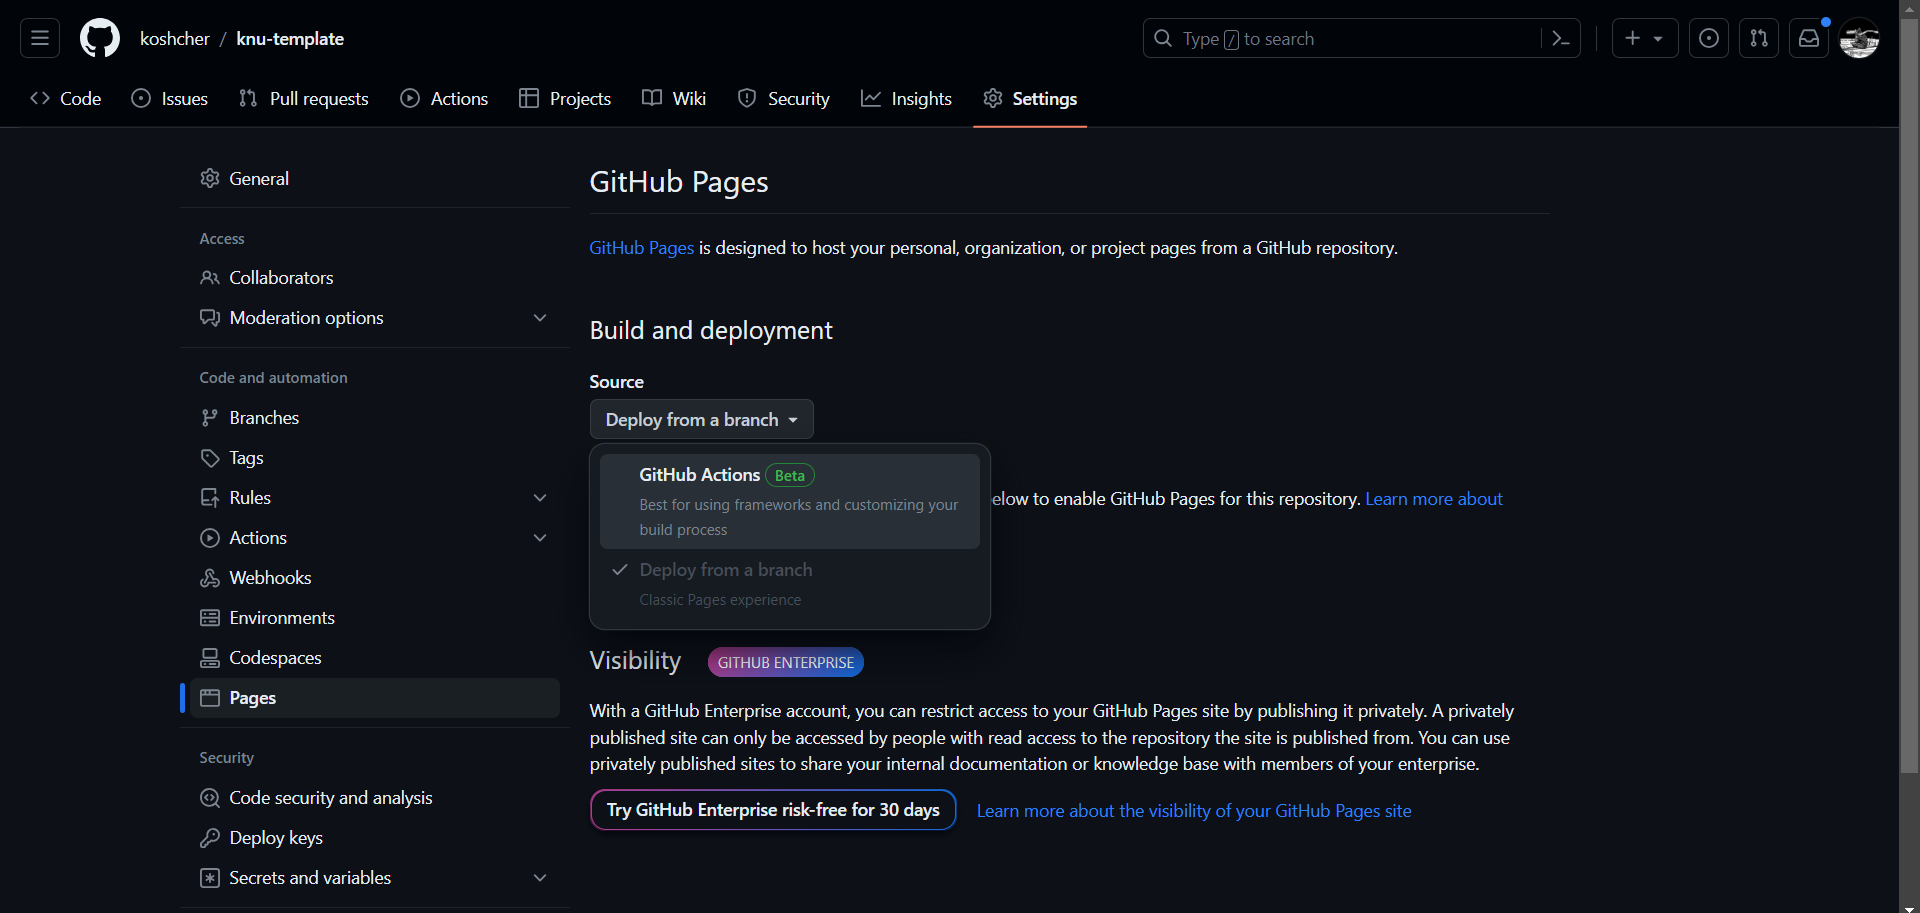 koshcher / knu-template
Type / to search
Code
Issues
Pull requests
Actions
Projects
Wiki
Security
Insights
Settings
General
Access
Collaborators
Moderation options
Code and automation
Branches
Tags
Rules
Actions
Webhooks
Environments
Codespaces
Pages
Security
Code security and analysis
Deploy keys
Secrets and variables
GitHub Pages
GitHub Pages is designed to host your personal, organization, or project pages from a GitHub repository.
Build and deployment
Source
Deploy from a branch
GitHub Actions Beta
Best for using frameworks and customizing your
build process
elow to enable GitHub Pages for this repository. Learn more about
Deploy from a branch
Classic Pages experience
Visibility GITHUB ENTERPRISE
With a GitHub Enterprise account, you can restrict access to your GitHub Pages site by publishing it privately. A privately
published site can only be accessed by people with read access to the repository the site is published from. You can use
privately published sites to share your internal documentation or knowledge base with members of your enterprise.
Try GitHub Enterprise risk-free for 30 days
Learn more about the visibility of your GitHub Pages site